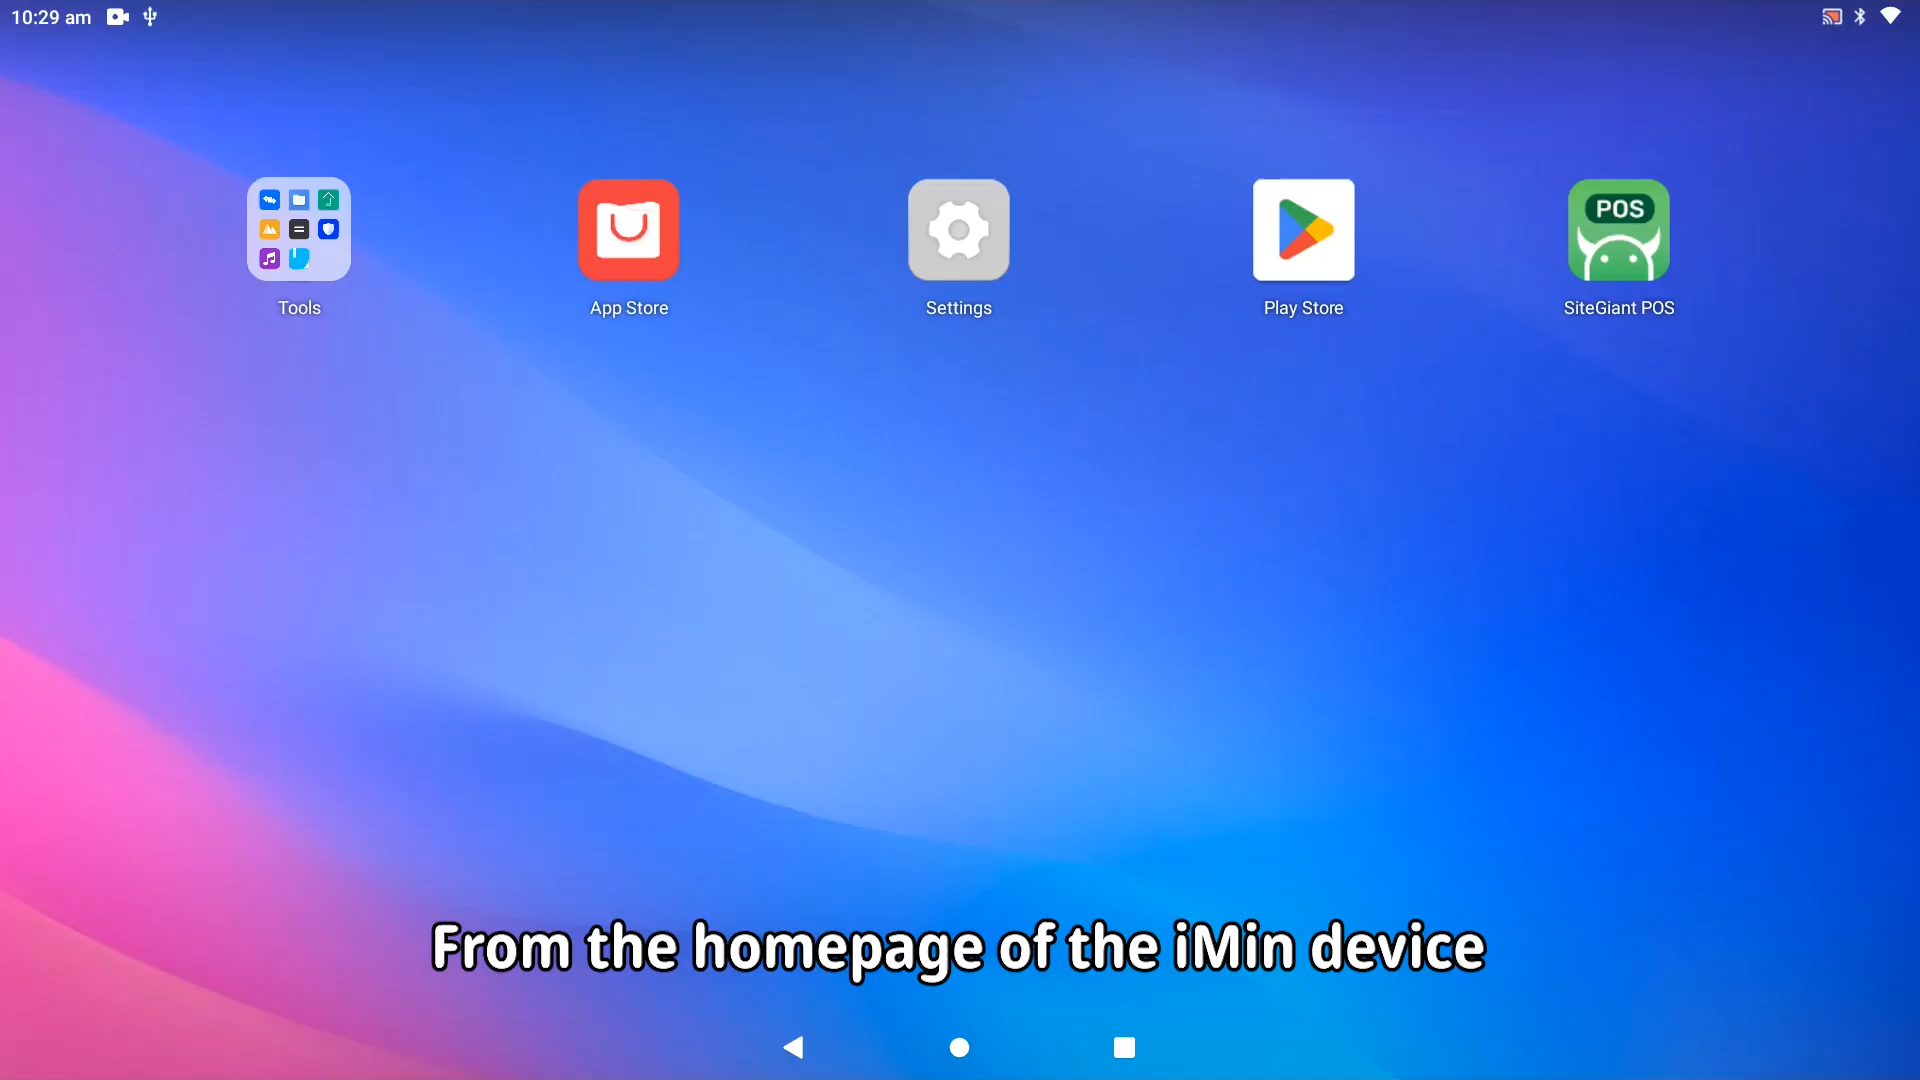 10:29 am
POS
Tools
App Store
Settings
Play Store
SiteGiant POS
From the homepage of the iMin device